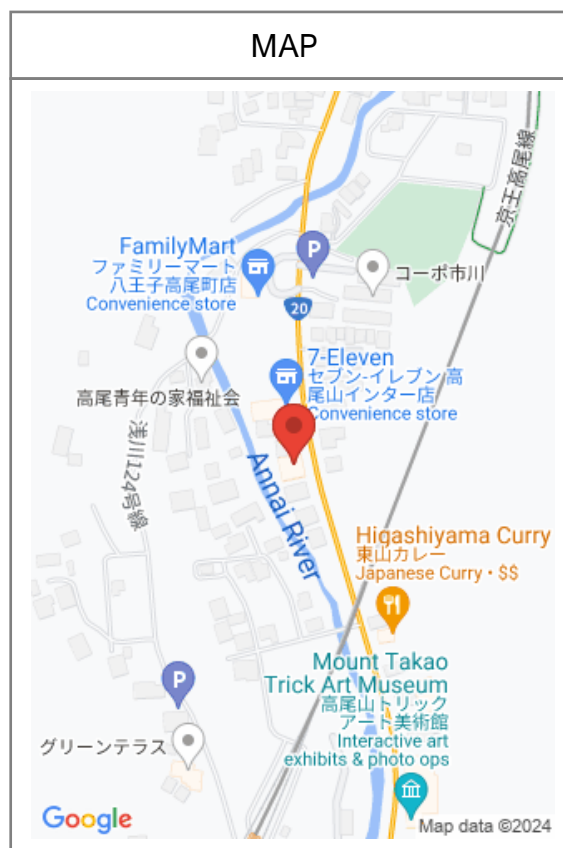 MAP
京王高尾線
FamilyMart
ファミリーマート
八王子高尾町店
Convenience store
P
コーポ市川
20
7-Eleven
セブン-イレブン 高
尾山インター店
Convenience store
高尾青年の家福祉会
浅川124号線
Annai River
Higashiyama Curry
東山カレー
Japanese Curry • $$
Mount Takao
Trick Art Museum
高尾山トリック
アート美術館
Interactive art
exhibits & photo ops
P
グリーンテラス
Google
Map data ©2024